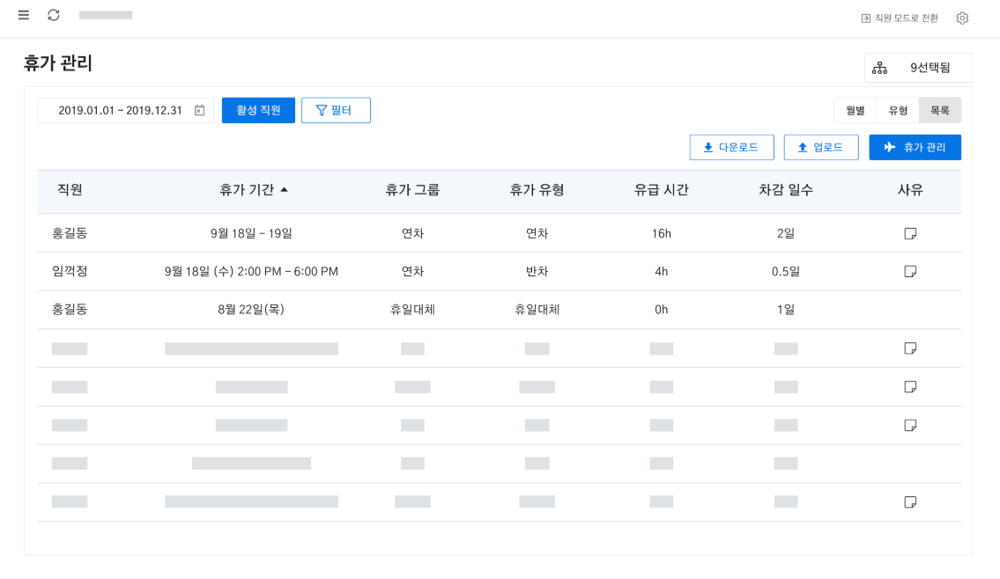 직원 모드로 전환
휴가 관리
9선택됨
2019.01.01 – 2019.12.31 활성 직원 필터 월별 유형 목록
다운로드 업로드 휴가 관리
직원 휴가 기간 휴가 그룹 휴가 유형 유급 시간 차감 일수 사유
홍길동 9월 18일 – 19일 연차 연차 16h 2일
임꺽정 9월 18일 (수) 2:00 PM – 6:00 PM 연차 반차 4h 0.5일
홍길동 8월 22일(목) 휴일대체 휴일대체 0h 1일